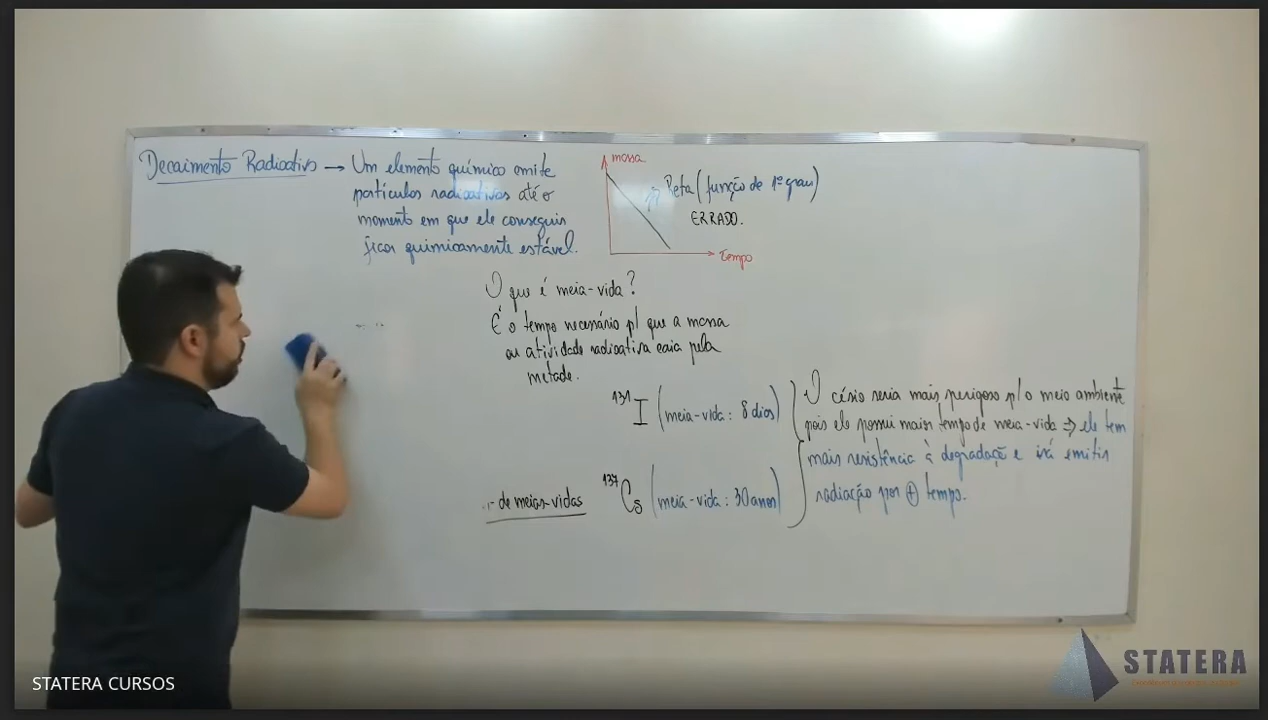 Decaimento Radioativo → Um elemento químico emite
partículas radioativas até o
momento em que ele conseguir
ficar quimicamente estável.
massa
Reta (função de 1º grau)
ERRADO.
Tempo
O que é meia-vida?
É o tempo necessário p/ que a massa
ou atividade radioativa caia pela
metade.
131 I (meia-vida: 8 dias)
137 Cs (meia-vida: 30 anos)
O césio seria mais perigoso p/ o meio ambiente
pois ele possui maior tempo de meia-vida ⇒ ele tem
mais resistência à degradação e irá emitir
radiação por ⊕ tempo.
de meias-vidas
STATERA CURSOS
STATERA